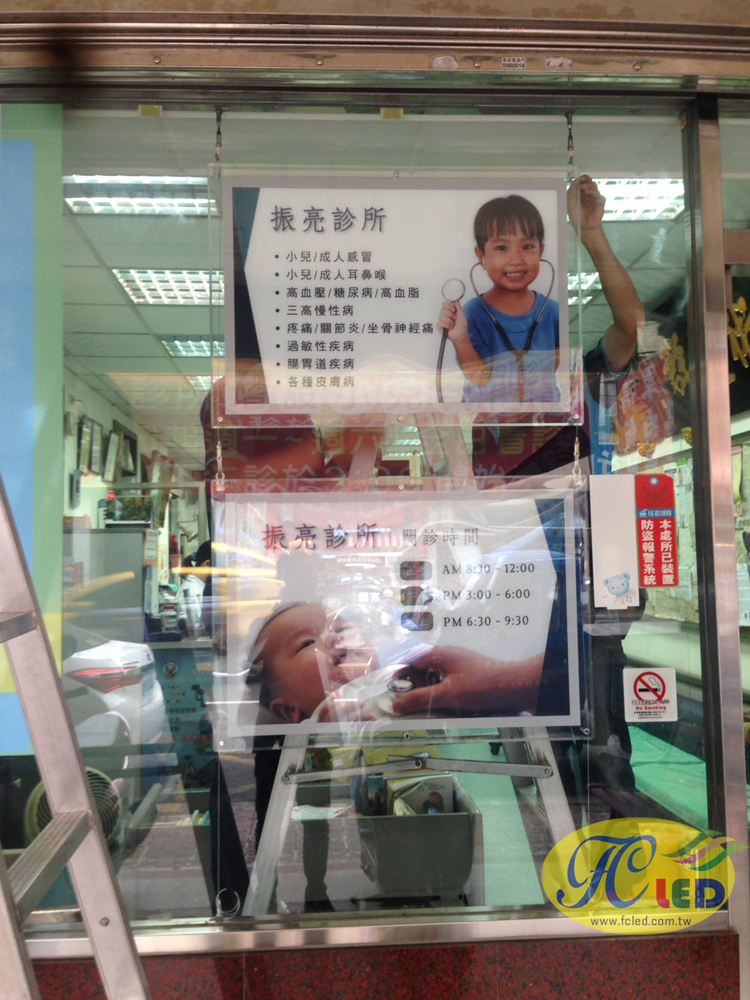 振亮診所
• 小兒/成人感冒
• 小兒/成人耳鼻喉
• 高血壓/糖尿病/高血脂
• 三高慢性病
• 疼痛/關節炎/坐骨神經痛
• 過敏性疾病
• 腸胃道疾病
• 各種皮膚病
振亮診所 門診時間
AM 8:30 - 12:00
PM 3:00 - 6:00
PM 6:30 - 9:30
本處所已裝置
防盜報警系統
No Smoking
FC LED
www.fcled.com.tw